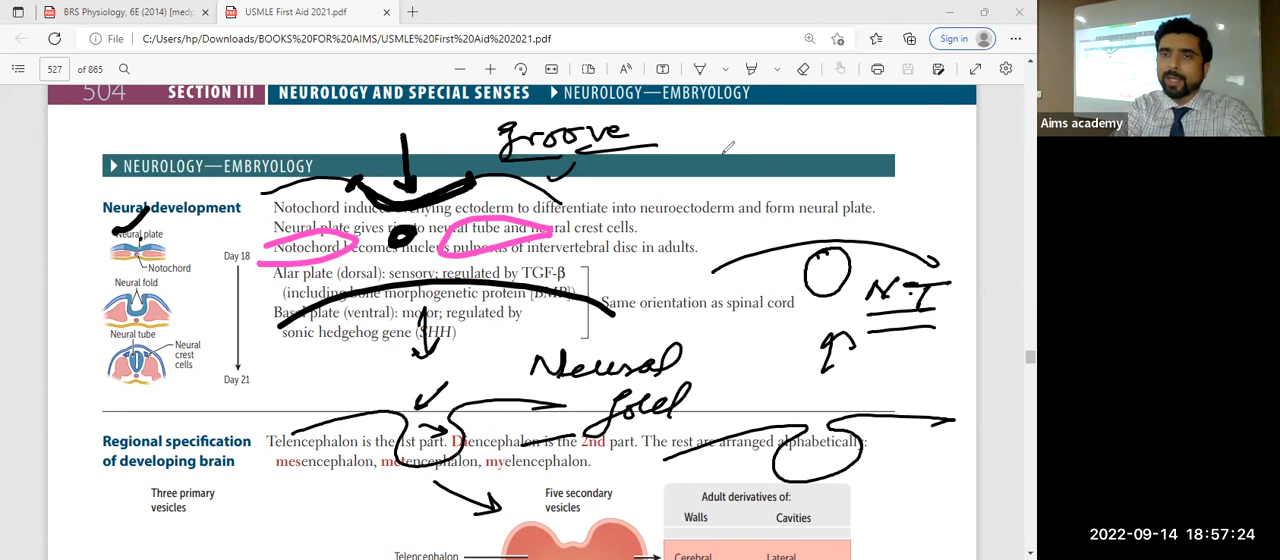 BRS Physiology, 6E (2014) [medp
USMLE First Aid 2021.pdf
File
C:/Users/hp/Downloads/BOOKS%20FOR%20AIMS/USMLE%20First%20Aid%202021.pdf
Sign in
527 of 865
Aims academy
504 SECTION III NEUROLOGY AND SPECIAL SENSES NEUROLOGY—EMBRYOLOGY
groove
NEUROLOGY—EMBRYOLOGY
Neural development
Notochord induces overlying ectoderm to differentiate into neuroectoderm and form neural plate.
Neural plate gives rise to neural tube and neural crest cells.
Notochord becomes nucleus pulposus of intervertebral disc in adults.
Alar plate (dorsal): sensory; regulated by TGF-β
(including bone morphogenetic protein [BMP])
Basal plate (ventral): motor; regulated by
sonic hedgehog gene (SHH)
Same orientation as spinal cord
Neural plate
Day 18
Notochord
Neural fold
Neural tube
Neural
crest
cells
Day 21
N.T
Neural
fold
Regional specification
of developing brain
Telencephalon is the 1st part. Diencephalon is the 2nd part. The rest are arranged alphabetically:
mesencephalon, metencephalon, myelencephalon.
Three primary
vesicles
Five secondary
vesicles
Adult derivatives of:
Walls
Cavities
Telencephalon
Cerebral
Lateral
2022-09-14 18:57:24